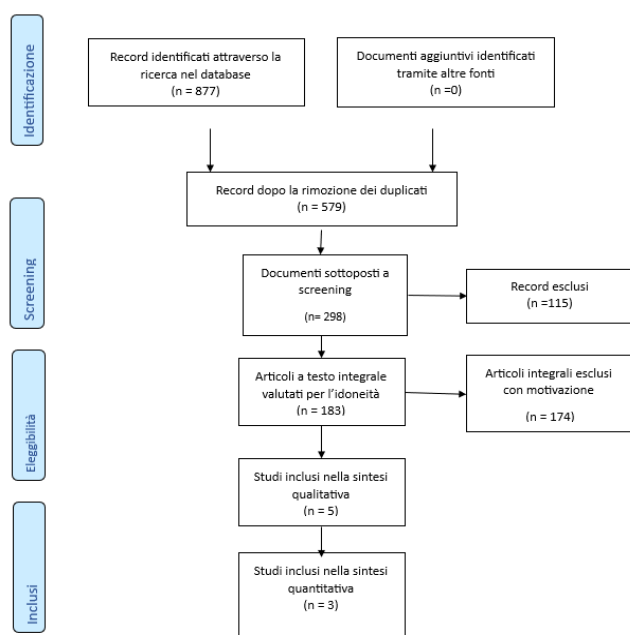 Identificazione
Record identificati attraverso la
ricerca nel database
(n = 877)
Documenti aggiuntivi identificati
tramite altre fonti
(n =0)
Record dopo la rimozione dei duplicati
(n = 579)
Screening
Documenti sottoposti a
screening
(n= 298)
Record esclusi
(n =115)
Eleggibilità
Articoli a testo integrale
valutati per l'idoneità
(n = 183)
Articoli integrali esclusi
con motivazione
(n = 174)
Studi inclusi nella sintesi
qualitativa
(n = 5)
Inclusi
Studi inclusi nella sintesi
quantitativa
(n = 3)